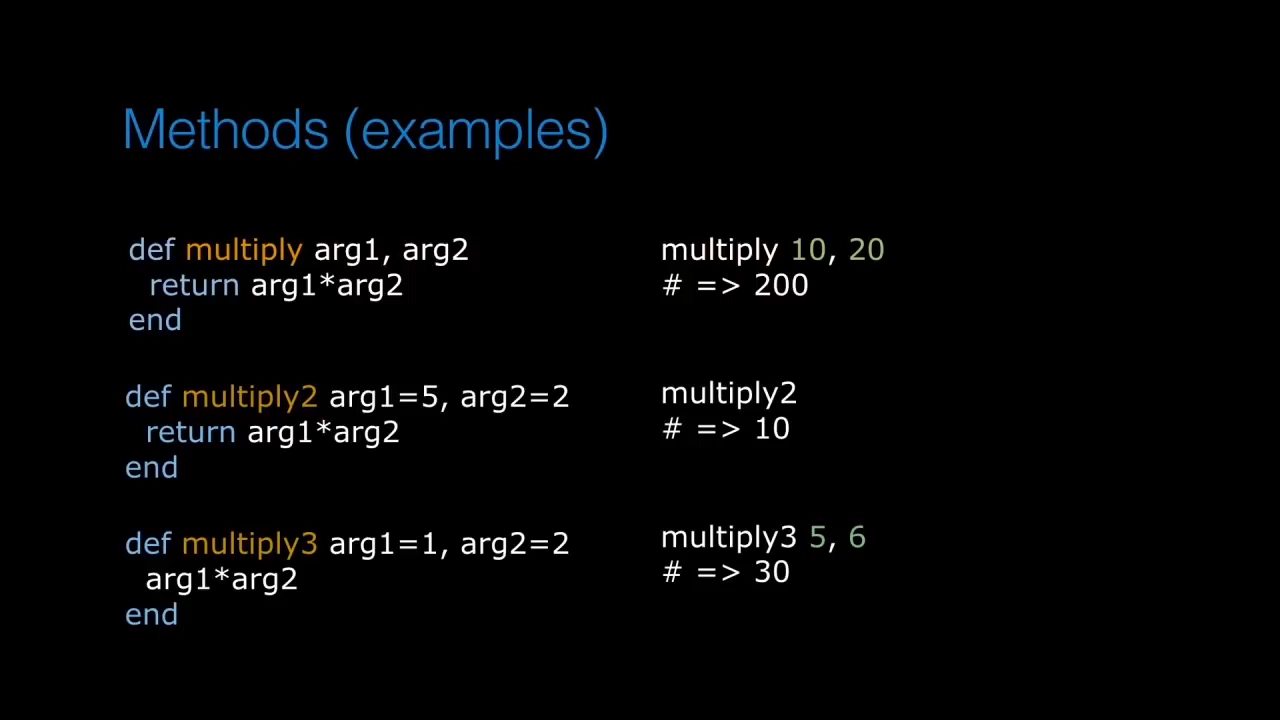 Methods (examples)
def multiply arg1, arg2
return arg1*arg2
end
multiply 10, 20
# => 200
def multiply2 arg1=5, arg2=2
return arg1*arg2
end
multiply2
# => 10
def multiply3 arg1=1, arg2=2
arg1*arg2
end
multiply3 5, 6
# => 30